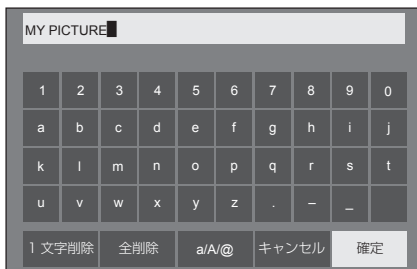 MY PICTURE
1 2 3 4 5 6 7 8 9 0
a b c d e f g h i j
k l m n o p q r s t
u v w x y z . – _
1 文字削除 全削除 a/A/@ キャンセル 確定